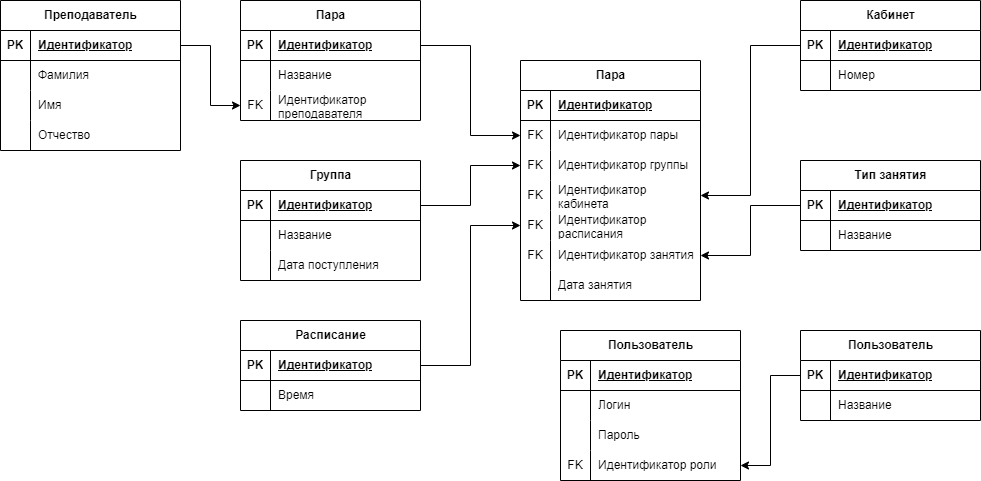 Преподаватель
PK Идентификатор
Фамилия
Имя
Отчество
Пара
PK Идентификатор
Название
FK Идентификатор
преподавателя
Группа
PK Идентификатор
Название
Дата поступления
Расписание
PK Идентификатор
Время
Пара
PK Идентификатор
FK Идентификатор пары
FK Идентификатор группы
FK Идентификатор
кабинета
FK Идентификатор
расписания
FK Идентификатор занятия
Дата занятия
Кабинет
PK Идентификатор
Номер
Тип занятия
PK Идентификатор
Название
Пользователь
PK Идентификатор
Логин
Пароль
FK Идентификатор роли
Пользователь
PK Идентификатор
Название